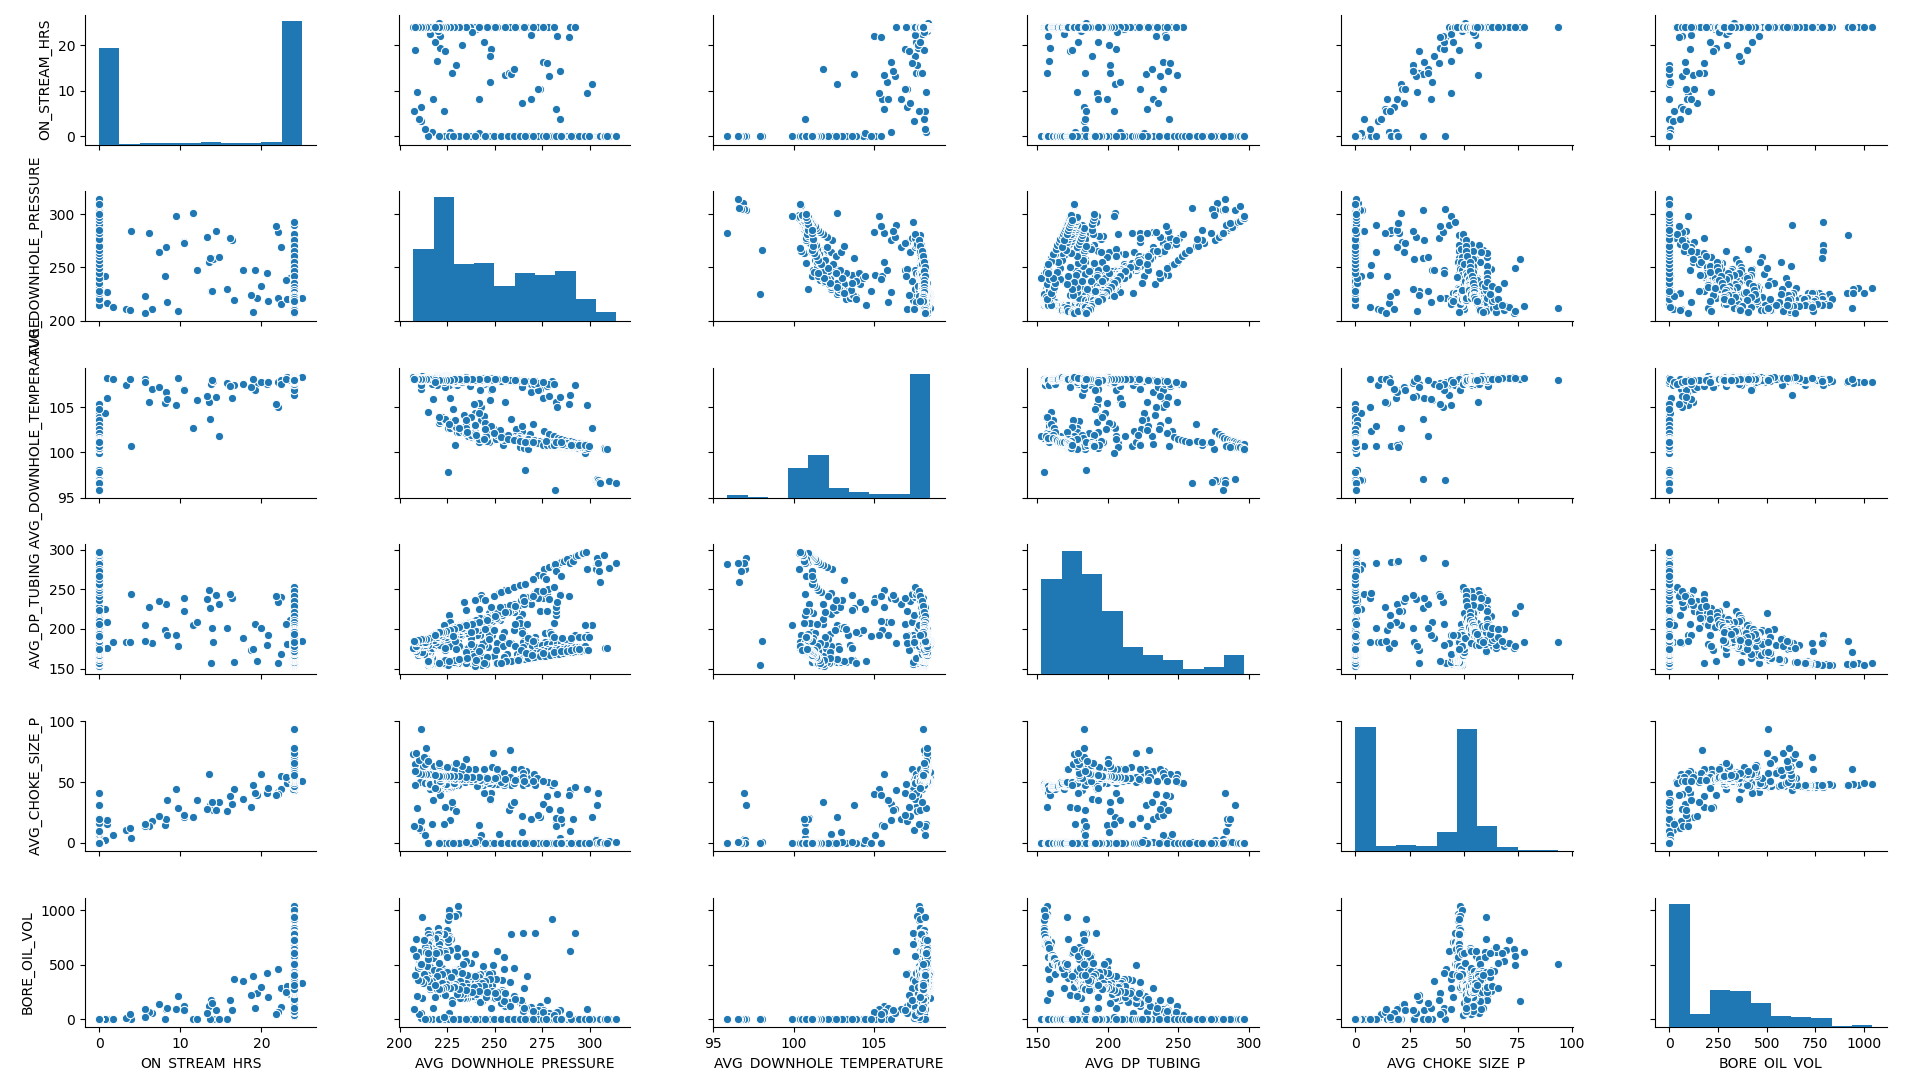 ON_STREAM_HRS
20
10
0
AVG_DOWNHOLE_PRESSURE
300
250
200
AVG_DOWNHOLE_TEMPERATURE
105
100
95
AVG_DP_TUBING
300
250
200
150
AVG_CHOKE_SIZE_P
100
50
0
BORE_OIL_VOL
1000
500
0
0 10 20
200 225 250 275 300
95 100 105
150 200 250 300
0 25 50 75 100
0 250 500 750 1000
ON_STREAM_HRS
AVG_DOWNHOLE_PRESSURE
AVG_DOWNHOLE_TEMPERATURE
AVG_DP_TUBING
AVG_CHOKE_SIZE_P
BORE_OIL_VOL